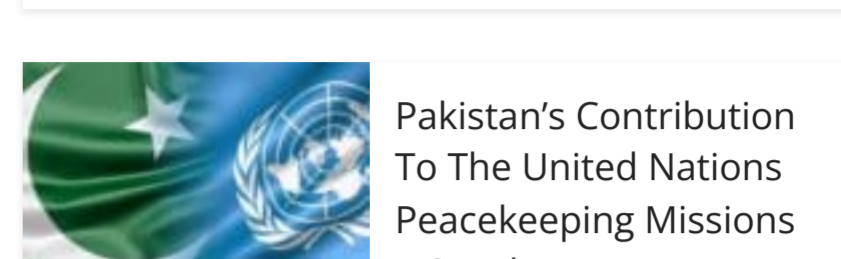 Pakistan’s Contribution
To The United Nations
Peacekeeping Missions